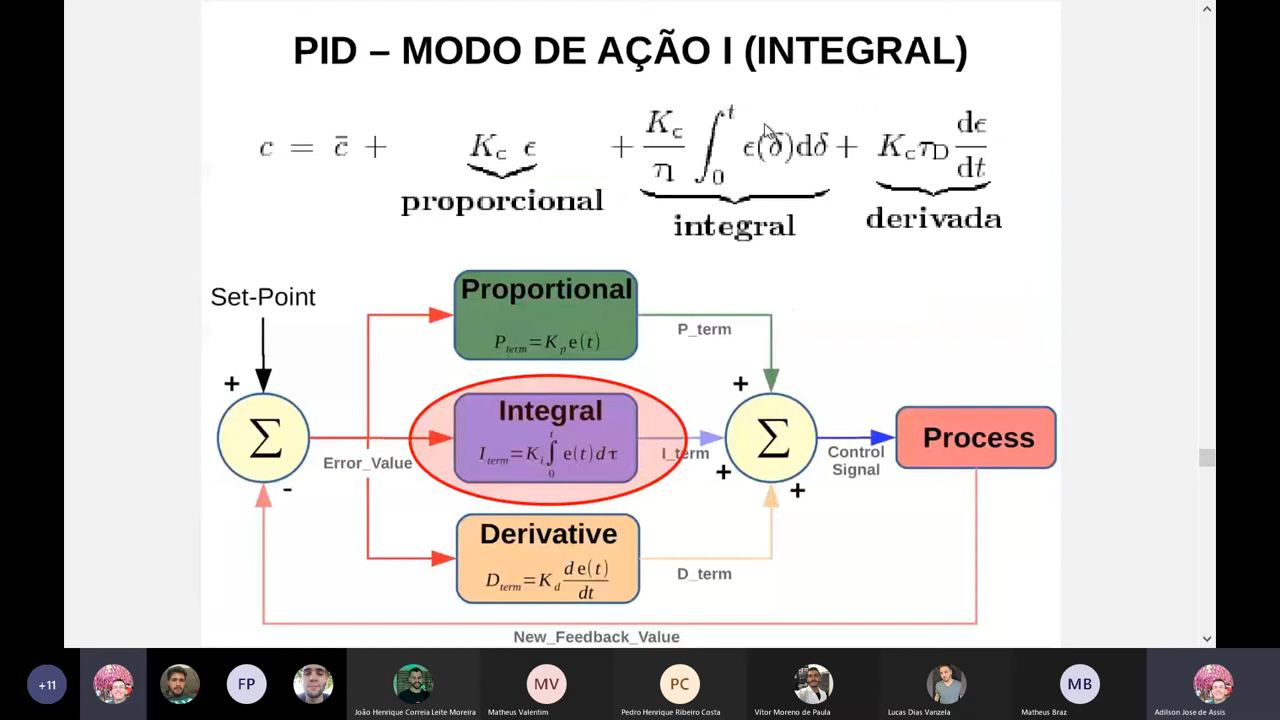 PID – MODO DE AÇÃO I (INTEGRAL)
c = c̄ + K_c ϵ + K_c/τ_I ∫_0^t ϵ(δ)dδ + K_c τ_D dϵ/dt
proporcional
integral
derivada
Set-Point
Proportional
P_term = K_p e(t)
P_term
+
+
Σ
Error_Value
-
Integral
I_term = K_i ∫_0^t e(t) dτ
I_term
+
Σ
+
Control
Signal
Process
Derivative
D_term = K_d d e(t)/dt
D_term
New_Feedback_Value
+11
FP
João Henrique Correia Leite Moreira
MV
Matheus Valentim
PC
Pedro Henrique Ribeiro Costa
Vítor Moreno de Paula
Lucas Dias Vanzela
MB
Matheus Braz
Adilson Jose de Assis